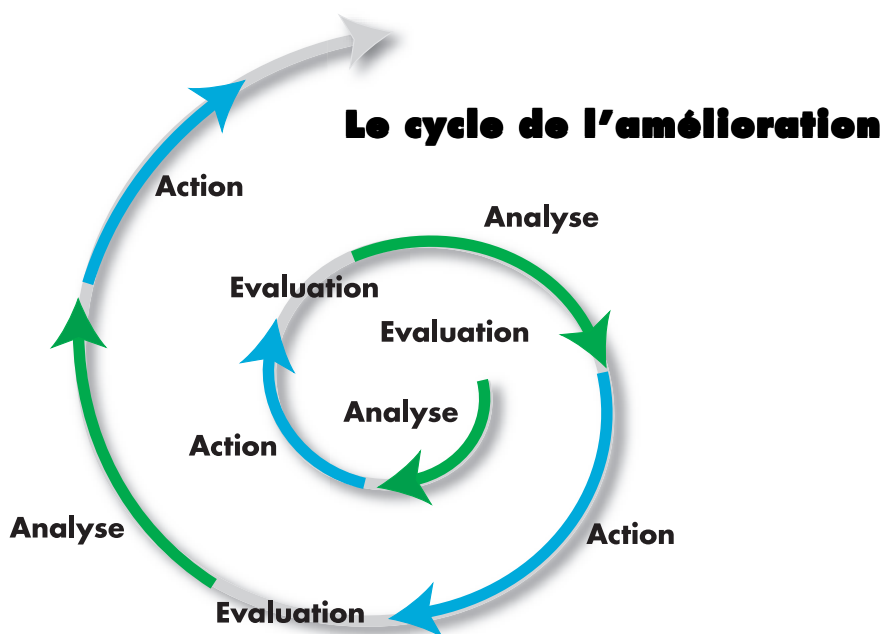 Le cycle de l'amélioration
Action
Analyse
Evaluation
Evaluation
Analyse
Action
Analyse
Action
Evaluation